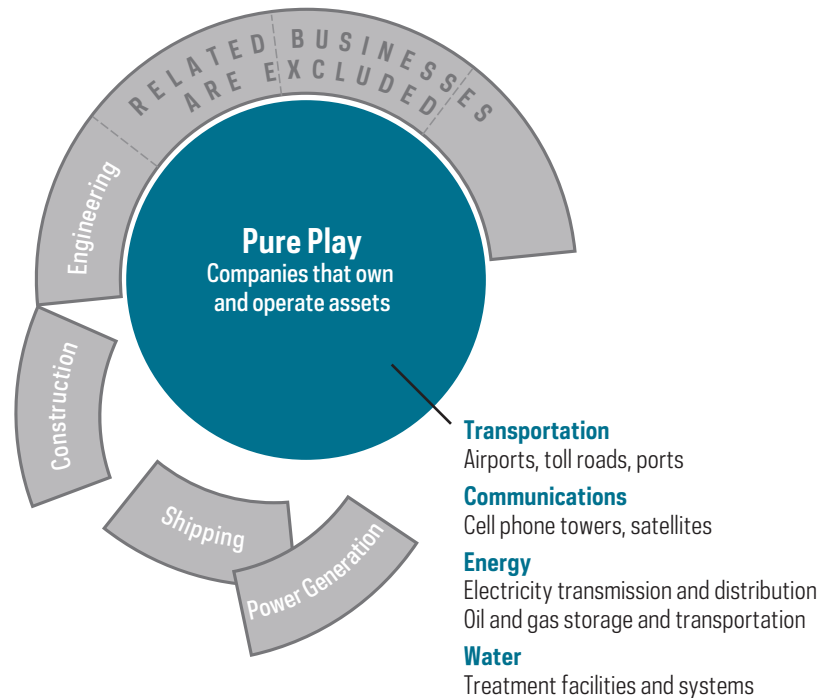 RELATED BUSINESSES
ARE EXCLUDED
Engineering
Construction
Shipping
Power Generation
Pure Play
Companies that own
and operate assets
Transportation
Airports, toll roads, ports
Communications
Cell phone towers, satellites
Energy
Electricity transmission and distribution
Oil and gas storage and transportation
Water
Treatment facilities and systems